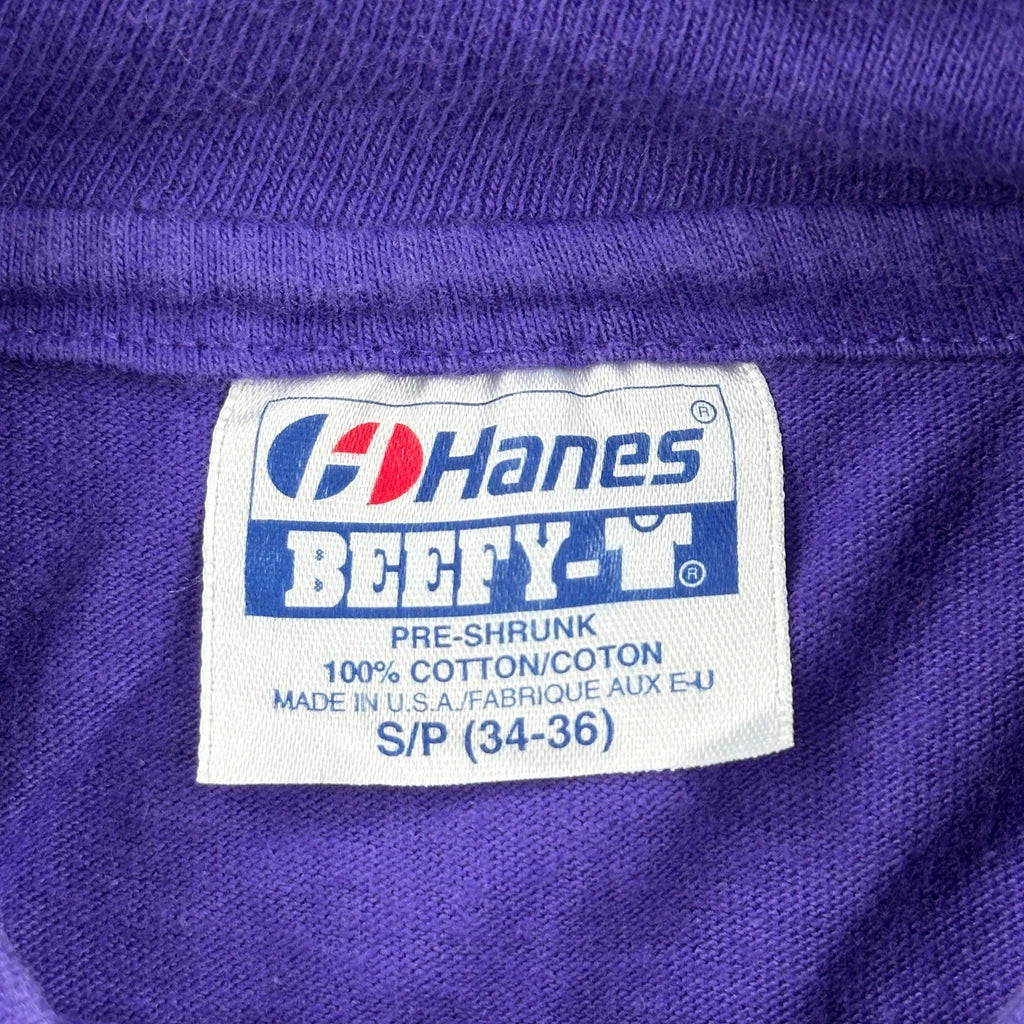 Hanes®
BEEFY-T®
PRE-SHRUNK
100% COTTON/COTON
MADE IN U.S.A./FABRIQUE AUX E-U
S/P (34-36)